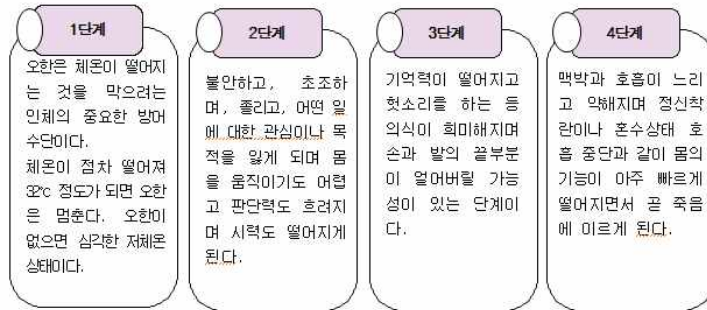 1단계
오한은 체온이 떨어지
는 것을 막으려는
인체의 중요한 방어
수단이다.
체온이 점차 떨어져
32℃ 정도가 되면 오한
은 멈춘다. 오한이
없으면 심각한 저체온
상태이다.
2단계
불안하고, 초조하
며, 졸리고, 어떤 일
에 대한 관심이나 목
적을 잃게 되며 몸
을 움직이기도 어렵
고 판단력도 흐려지
며 시력도 떨어지게
된다.
3단계
기억력이 떨어지고
헛소리를 하는 등
의식이 희미해지며
손과 발의 끝부분
이 얼어버릴 가능
성이 있는 단계이
다.
4단계
맥박과 호흡이 느리
고 약해지며 정신착
란이나 혼수상태 호
흡 중단과 같이 몸의
기능이 아주 빠르게
떨어지면서 곧 죽음
에 이르게 된다.